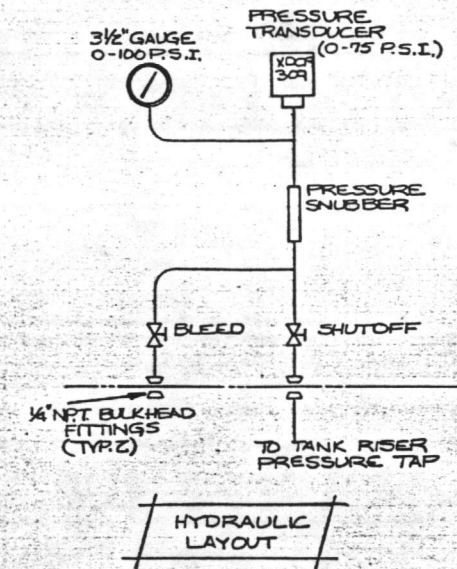 PRESSURE
TRANSDUCER
(0-75 P.S.I.)
3½" GAUGE
0-100 P.S.I.
XDCR
309
PRESSURE
SNUBBER
BLEED
SHUTOFF
¼" N.P.T. BULKHEAD
FITTINGS
(TYP. 2)
TO TANK RISER
PRESSURE TAP
HYDRAULIC
LAYOUT